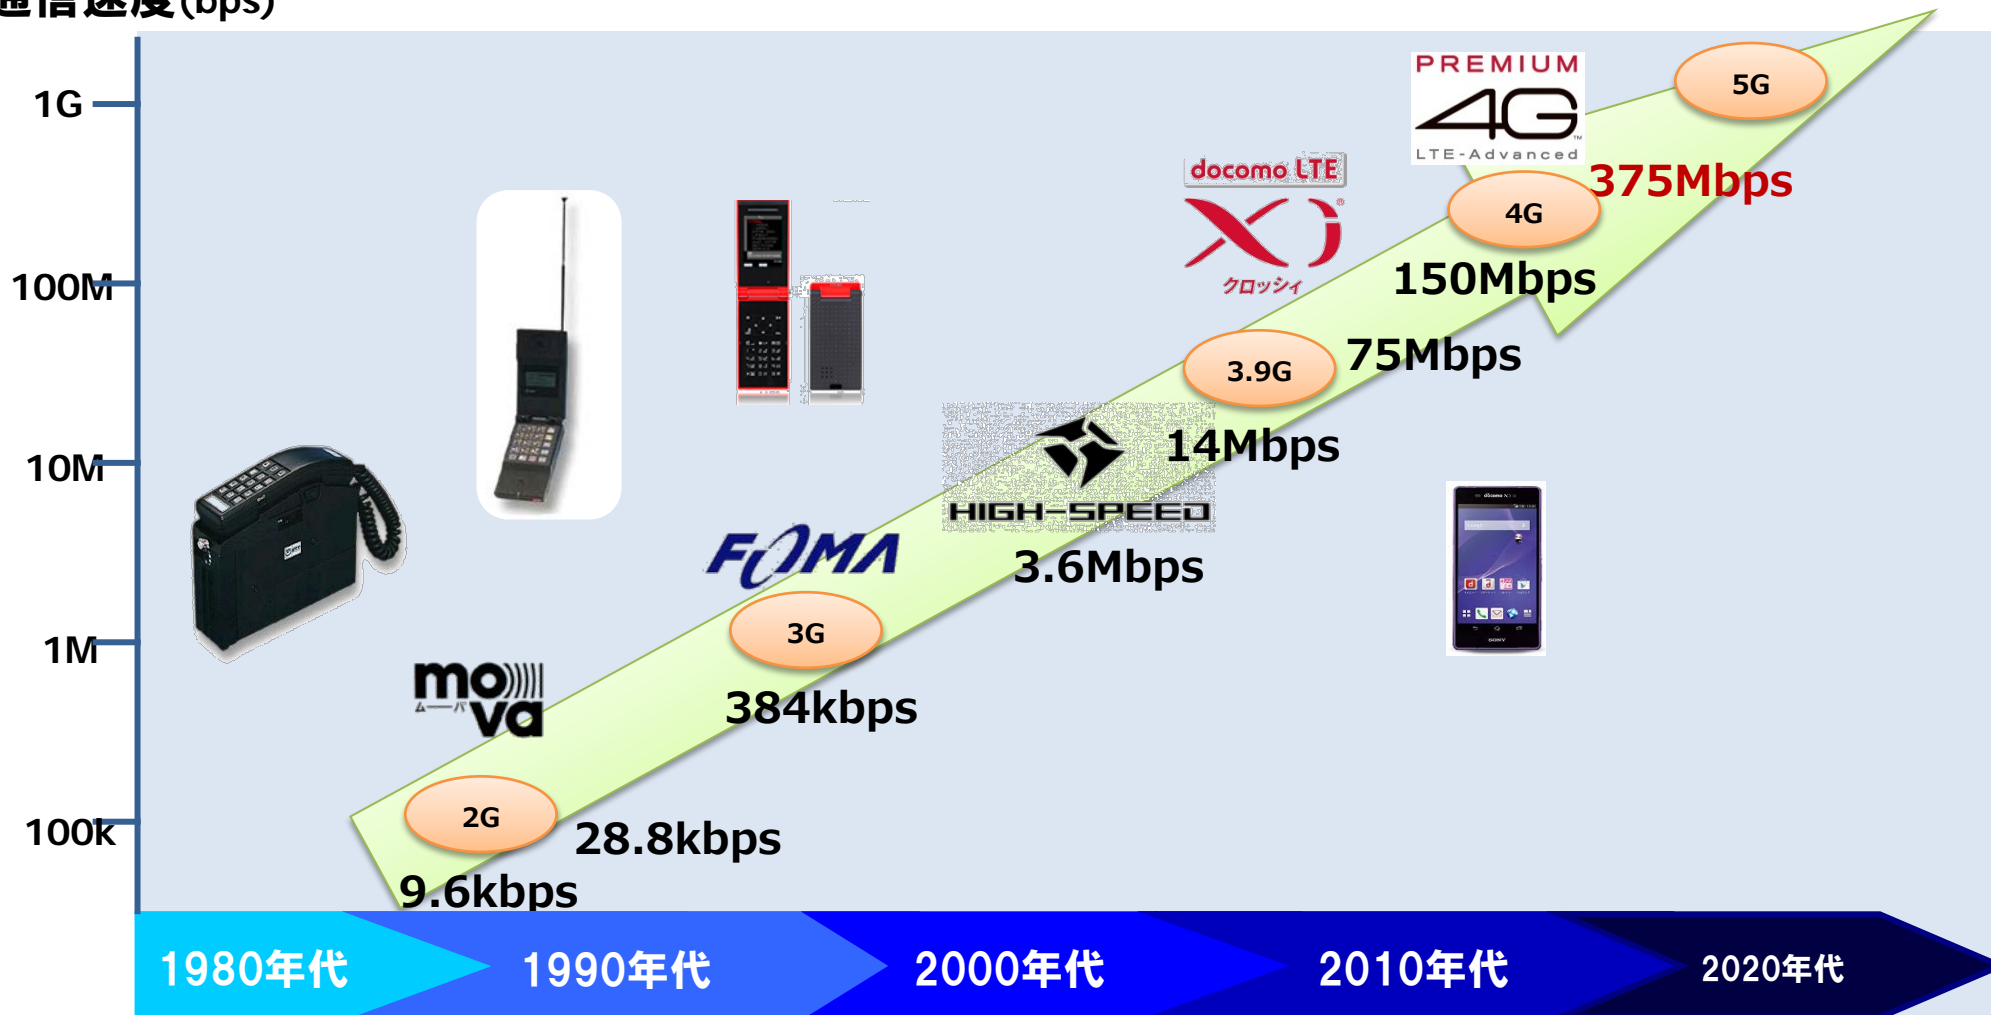 通信速度(bps)
1G
100M
10M
1M
100k
PREMIUM
4G
LTE-Advanced
5G
375Mbps
4G
150Mbps
docomo LTE
Xi
クロッシィ
75Mbps
3.9G
14Mbps
HIGH-SPEED
3.6Mbps
FOMA
3G
384kbps
mova
ムーバ
2G
28.8kbps
9.6kbps
docomo Xi
SONY
1980年代
1990年代
2000年代
2010年代
2020年代